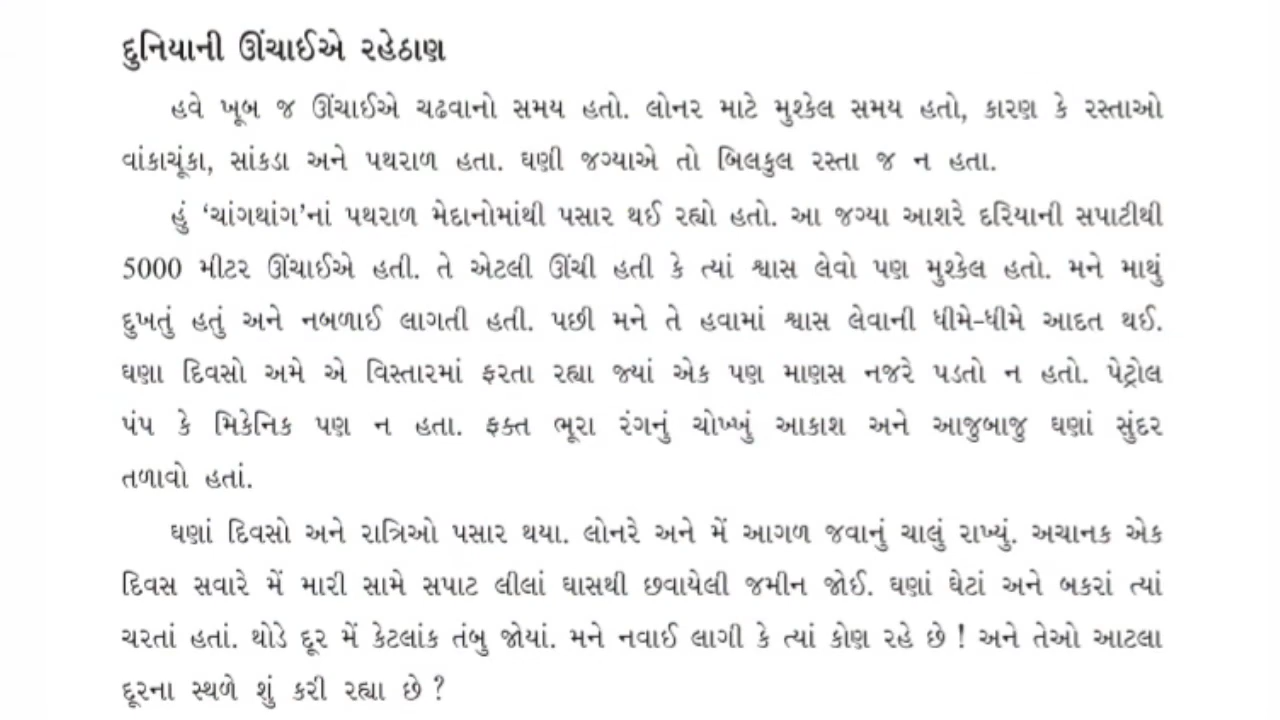 દુનિયાની ઊંચાઈએ રહેઠાણ
હવે ખૂબ જ ઊંચાઈએ ચઢવાનો સમય હતો. લોનર માટે મુશ્કેલ સમય હતો, કારણ કે રસ્તાઓ
વાંકાચૂંકા, સાંકડા અને પથરાળ હતા. ઘણી જગ્યાએ તો બિલકુલ રસ્તા જ ન હતા.
હું ‘ચાંગથાંગ’નાં પથરાળ મેદાનોમાંથી પસાર થઈ રહ્યો હતો. આ જગ્યા આશરે દરિયાની સપાટીથી
5000 મીટર ઊંચાઈએ હતી. તે એટલી ઊંચી હતી કે ત્યાં શ્વાસ લેવો પણ મુશ્કેલ હતો. મને માથું
દુખતું હતું અને નબળાઈ લાગતી હતી. પછી મને તે હવામાં શ્વાસ લેવાની ધીમે-ધીમે આદત થઈ.
ઘણા દિવસો અમે એ વિસ્તારમાં ફરતા રહ્યા જ્યાં એક પણ માણસ નજરે પડતો ન હતો. પેટ્રોલ
પંપ કે મિકેનિક પણ ન હતા. ફક્ત ભૂરા રંગનું ચોખ્ખું આકાશ અને આજુબાજુ ઘણાં સુંદર
તળાવો હતાં.
ઘણાં દિવસો અને રાત્રિઓ પસાર થયા. લોનરે અને મેં આગળ જવાનું ચાલું રાખ્યું. અચાનક એક
દિવસ સવારે મેં મારી સામે સપાટ લીલાં ઘાસથી છવાયેલી જમીન જોઈ. ઘણાં ઘેટાં અને બકરાં ત્યાં
ચરતાં હતાં. થોડે દૂર મેં કેટલાંક તંબુ જોયાં. મને નવાઈ લાગી કે ત્યાં કોણ રહે છે ! અને તેઓ આટલા
દૂરના સ્થળે શું કરી રહ્યા છે ?